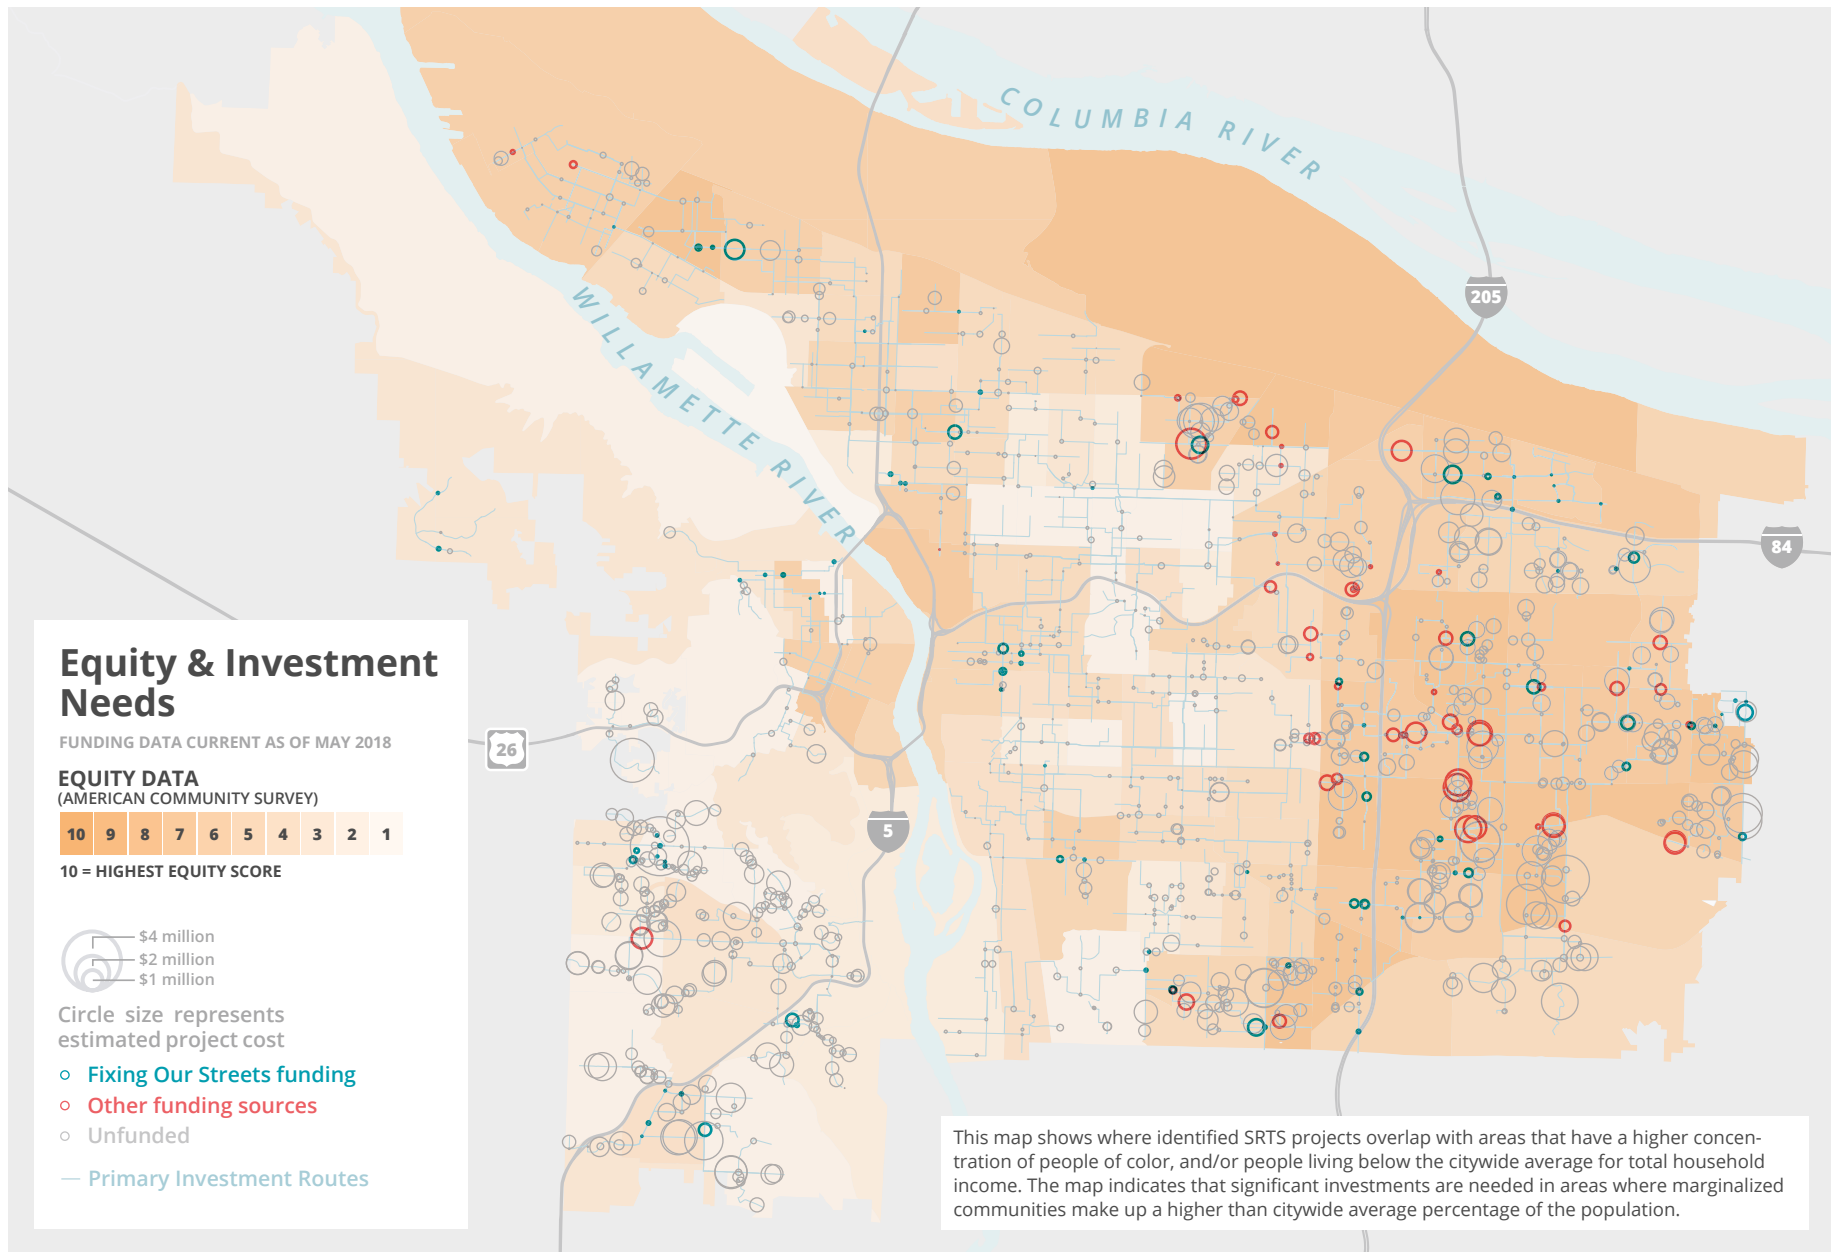 COLUMBIA RIVER
WILLAMETTE RIVER
205
84
26
5
Equity & Investment
Needs
FUNDING DATA CURRENT AS OF MAY 2018
EQUITY DATA
(AMERICAN COMMUNITY SURVEY)
10 9 8 7 6 5 4 3 2 1
10 = HIGHEST EQUITY SCORE
$4 million
$2 million
$1 million
Circle size represents
estimated project cost
Fixing Our Streets funding
Other funding sources
Unfunded
Primary Investment Routes
This map shows where identified SRTS projects overlap with areas that have a higher concen-
tration of people of color, and/or people living below the citywide average for total household
income. The map indicates that significant investments are needed in areas where marginalized
communities make up a higher than citywide average percentage of the population.